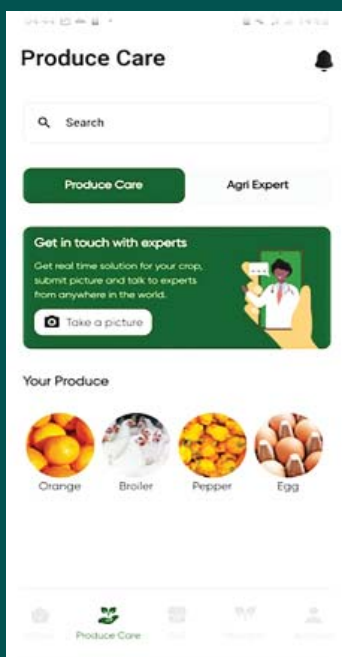 Produce Care
Search
Produce Care
Agri Expert
Get in touch with experts
Get real time solution for your crop,
submit picture and talk to experts
from anywhere in the world.
Take a picture
Your Produce
Orange
Broiler
Pepper
Egg
Produce Care